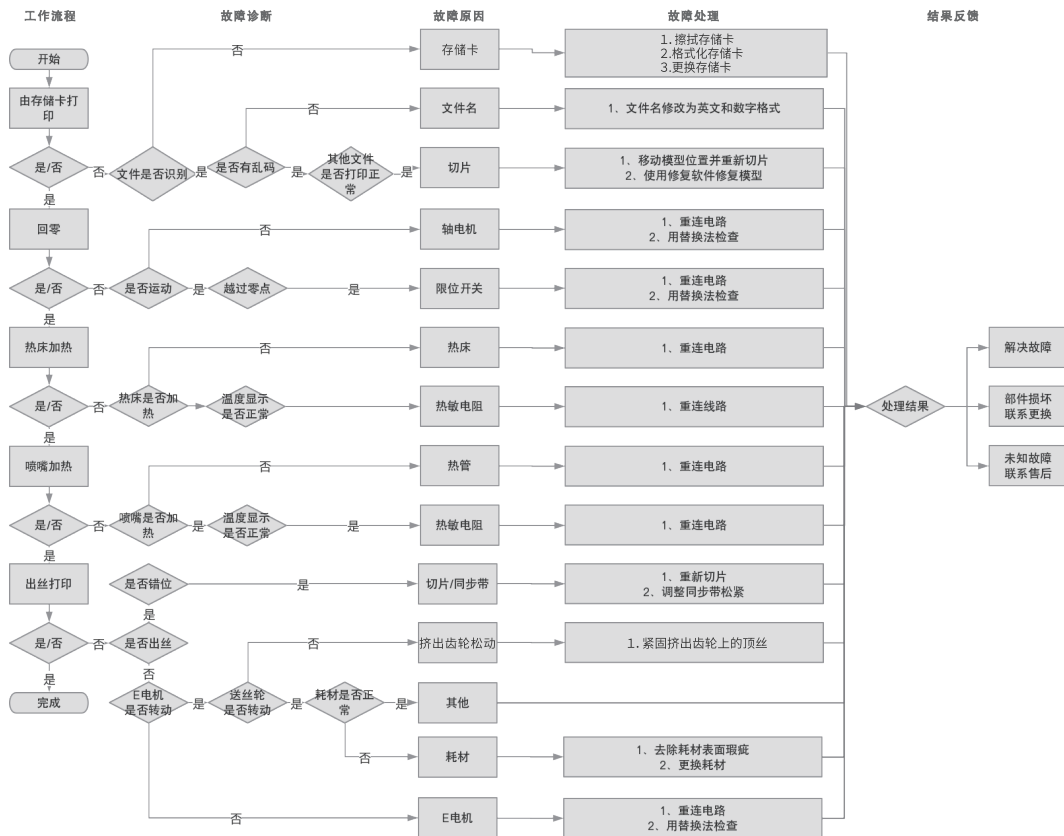 工作流程
故障诊断
故障原因
故障处理
结果反馈
开始
由存储卡打
印
是/否
否
文件是否识别
否
是
是否有乱码
否
是
其他文件
是否打印正
常
是
存储卡
1.擦拭存储卡
2.格式化存储卡
3.更换存储卡
文件名
1、文件名修改为英文和数字格式
切片
1、移动模型位置并重新切片
2、使用修复软件修复模型
是
回零
是/否
否
是否运动
否
是
越过零点
是
轴电机
1、重连电路
2、用替换法检查
限位开关
1、重连电路
2、用替换法检查
是
热床加热
是/否
否
热床是否加
热
否
温度显示
是否正常
热床
1、重连电路
热敏电阻
1、重连线路
是
喷嘴加热
是/否
否
喷嘴是否加
热
否
是
温度显示
是否正常
是
热管
1、重连电路
热敏电阻
1、重连电路
是
出丝打印
是/否
否
是否错位
是
是
是否出丝
否
切片/同步带
1、重新切片
2、调整同步带松紧
是
完成
E电机
是否转动
是
送丝轮
是否转动
否
是
耗材是否正
常
是
否
否
挤出齿轮松动
1.紧固挤出齿轮上的顶丝
其他
耗材
1、去除耗材表面瑕疵
2、更换耗材
E电机
1、重连电路
2、用替换法检查
处理结果
解决故障
部件损坏
联系更换
未知故障
联系售后